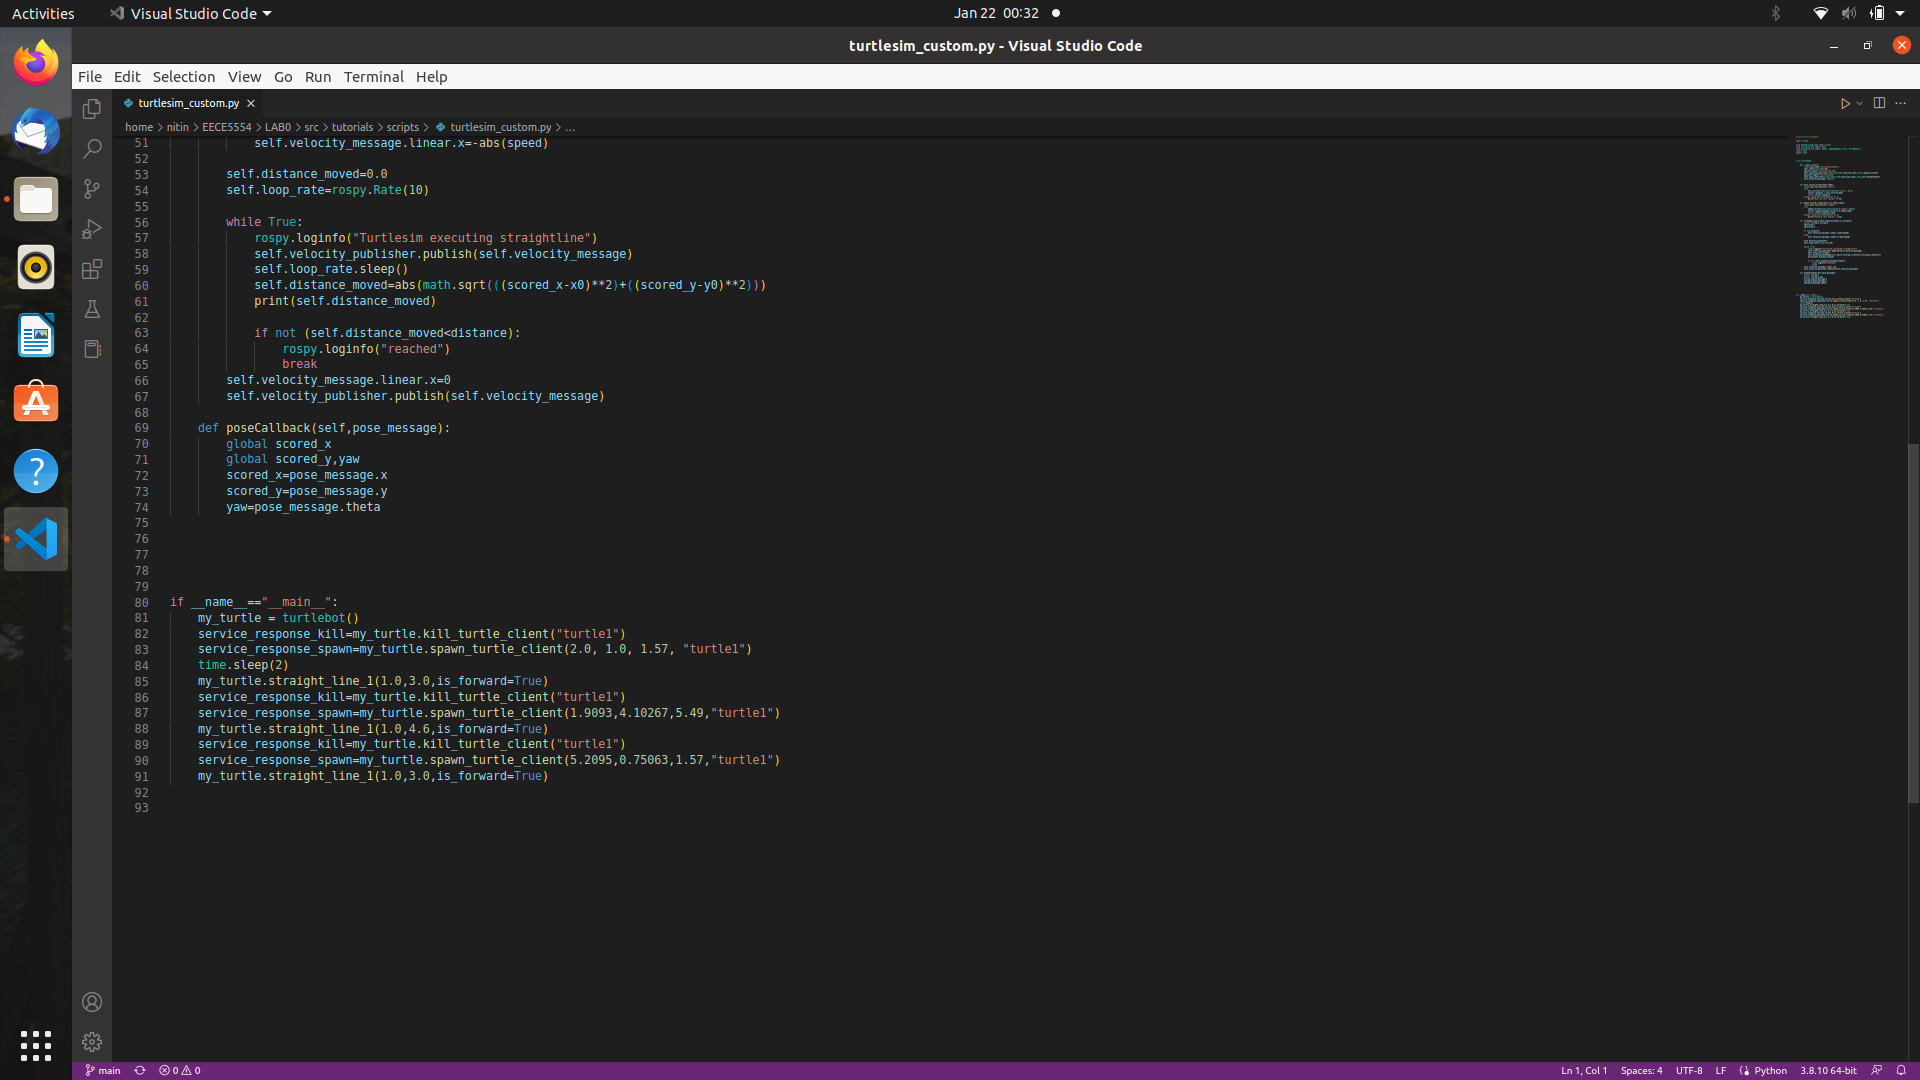 Activities
Visual Studio Code
Jan 22 00:32
turtlesim_custom.py - Visual Studio Code
File Edit Selection View Go Run Terminal Help
turtlesim_custom.py
home > nitin > EECE5554 > LAB0 > src > tutorials > scripts > turtlesim_custom.py > ...
51 self.velocity_message.linear.x=-abs(speed)
52
53 self.distance_moved=0.0
54 self.loop_rate=rospy.Rate(10)
55
56 while True:
57 rospy.loginfo("Turtlesim executing straightline")
58 self.velocity_publisher.publish(self.velocity_message)
59 self.loop_rate.sleep()
60 self.distance_moved=abs(math.sqrt(((scored_x-x0)**2)+((scored_y-y0)**2)))
61 print(self.distance_moved)
62
63 if not (self.distance_moved<distance):
64 rospy.loginfo("reached")
65 break
66 self.velocity_message.linear.x=0
67 self.velocity_publisher.publish(self.velocity_message)
68
69 def poseCallback(self,pose_message):
70 global scored_x
71 global scored_y,yaw
72 scored_x=pose_message.x
73 scored_y=pose_message.y
74 yaw=pose_message.theta
75
76
77
78
79
80 if __name__=="__main__":
81 my_turtle = turtlebot()
82 service_response_kill=my_turtle.kill_turtle_client("turtle1")
83 service_response_spawn=my_turtle.spawn_turtle_client(2.0, 1.0, 1.57, "turtle1")
84 time.sleep(2)
85 my_turtle.straight_line_1(1.0,3.0,is_forward=True)
86 service_response_kill=my_turtle.kill_turtle_client("turtle1")
87 service_response_spawn=my_turtle.spawn_turtle_client(1.9093,4.10267,5.49,"turtle1")
88 my_turtle.straight_line_1(1.0,4.6,is_forward=True)
89 service_response_kill=my_turtle.kill_turtle_client("turtle1")
90 service_response_spawn=my_turtle.spawn_turtle_client(5.2095,0.75063,1.57,"turtle1")
91 my_turtle.straight_line_1(1.0,3.0,is_forward=True)
92
93
main 0 0 Ln 1, Col 1 Spaces: 4 UTF-8 LF Python 3.8.10 64-bit